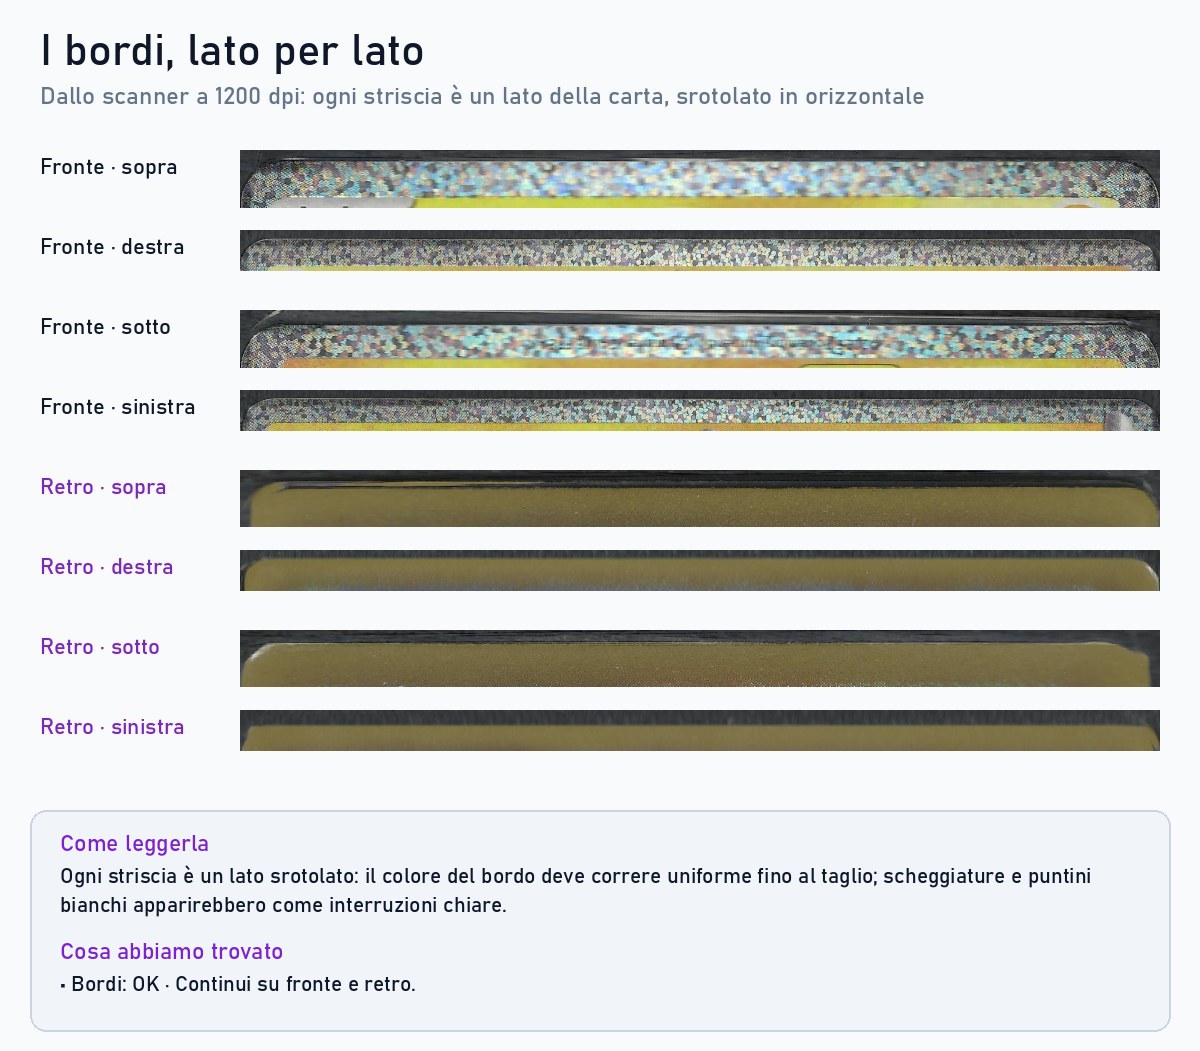 I bordi, lato per lato
Dallo scanner a 1200 dpi: ogni striscia è un lato della carta, srotolato in orizzontale
Fronte · sopra
Fronte · destra
Fronte · sotto
Fronte · sinistra
Retro · sopra
Retro · destra
Retro · sotto
Retro · sinistra
Come leggerla
Ogni striscia è un lato srotolato: il colore del bordo deve correre uniforme fino al taglio; scheggiature e puntini
bianchi apparirebbero come interruzioni chiare.
Cosa abbiamo trovato
• Bordi: OK · Continui su fronte e retro.